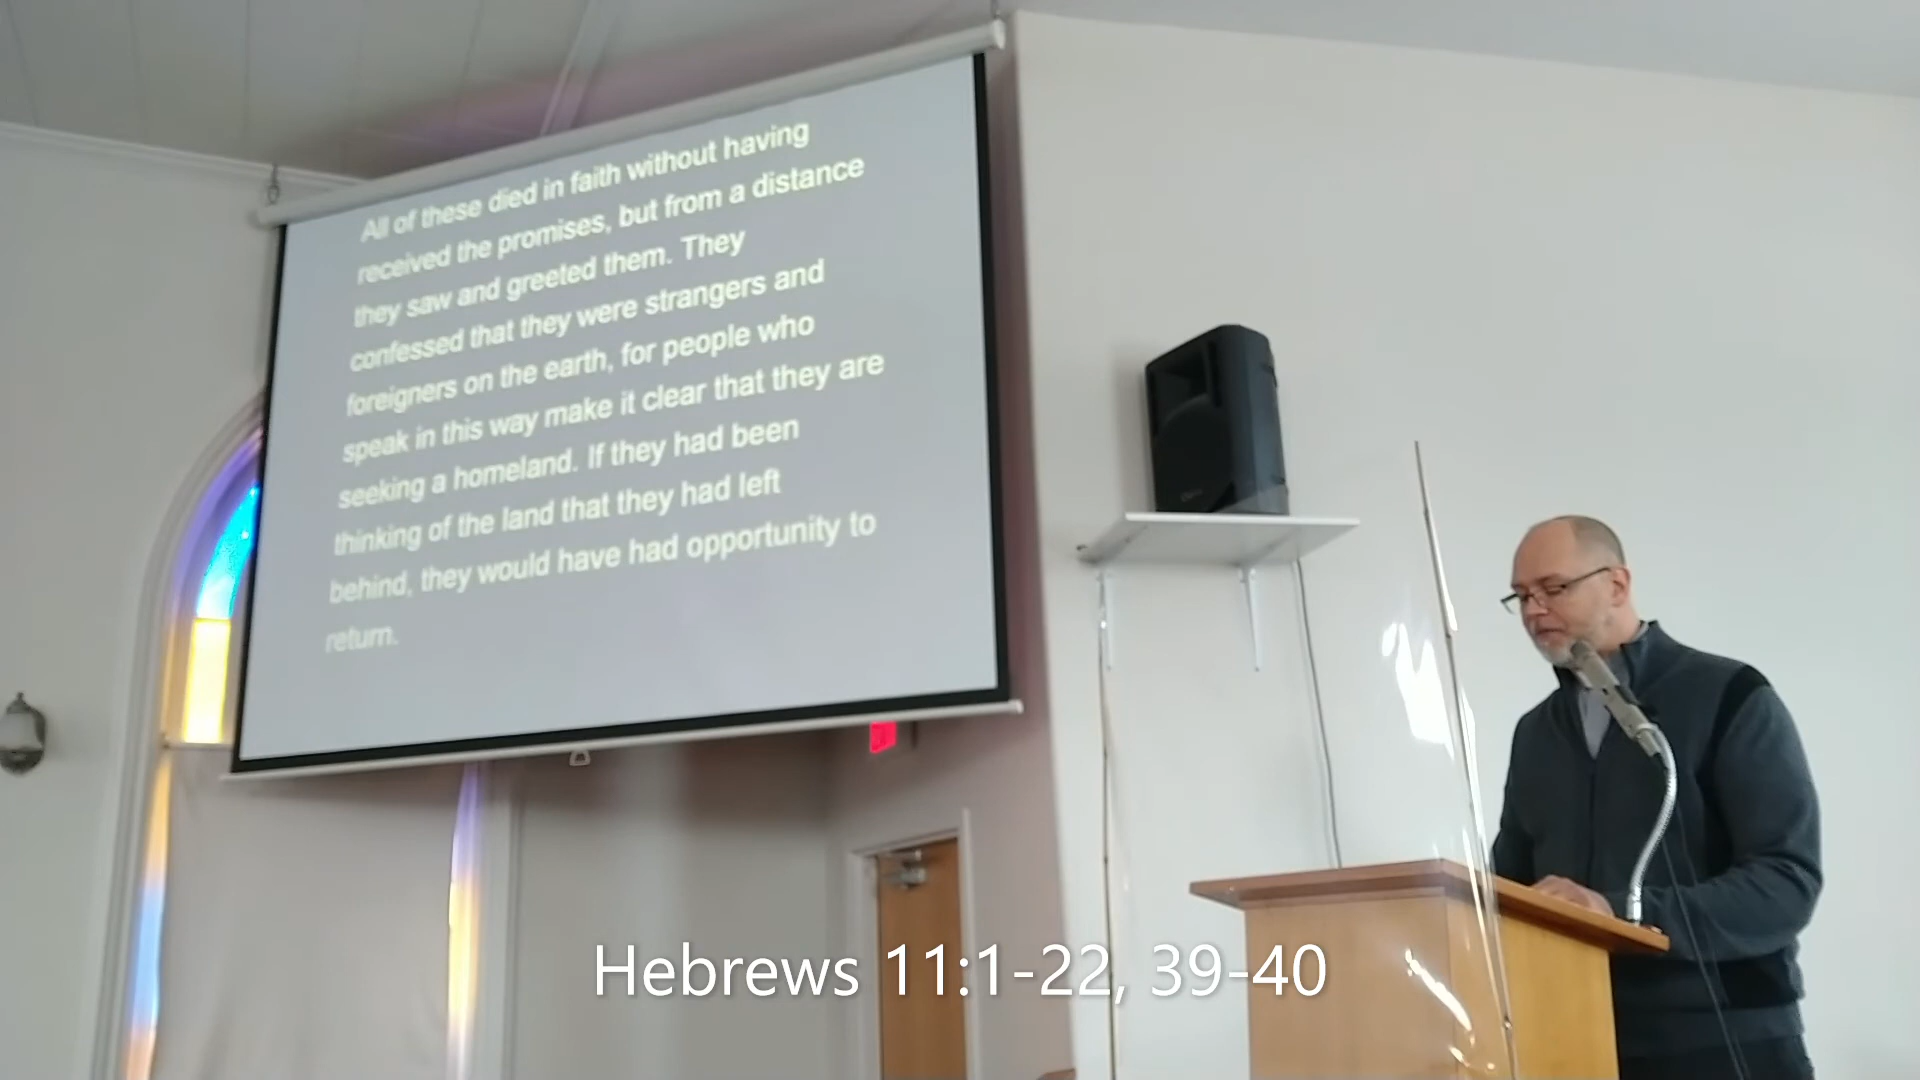 All of these died in faith without having
received the promises, but from a distance
they saw and greeted them. They
confessed that they were strangers and
foreigners on the earth, for people who
speak in this way make it clear that they are
seeking a homeland. If they had been
thinking of the land that they had left
behind, they would have had opportunity to
return.
Hebrews 11:1-22, 39-40